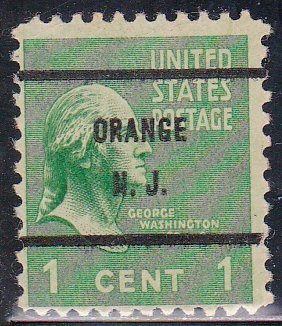 UNITED
STATES
POSTAGE
ORANGE
N. J.
GEORGE
WASHINGTON
1 CENT 1